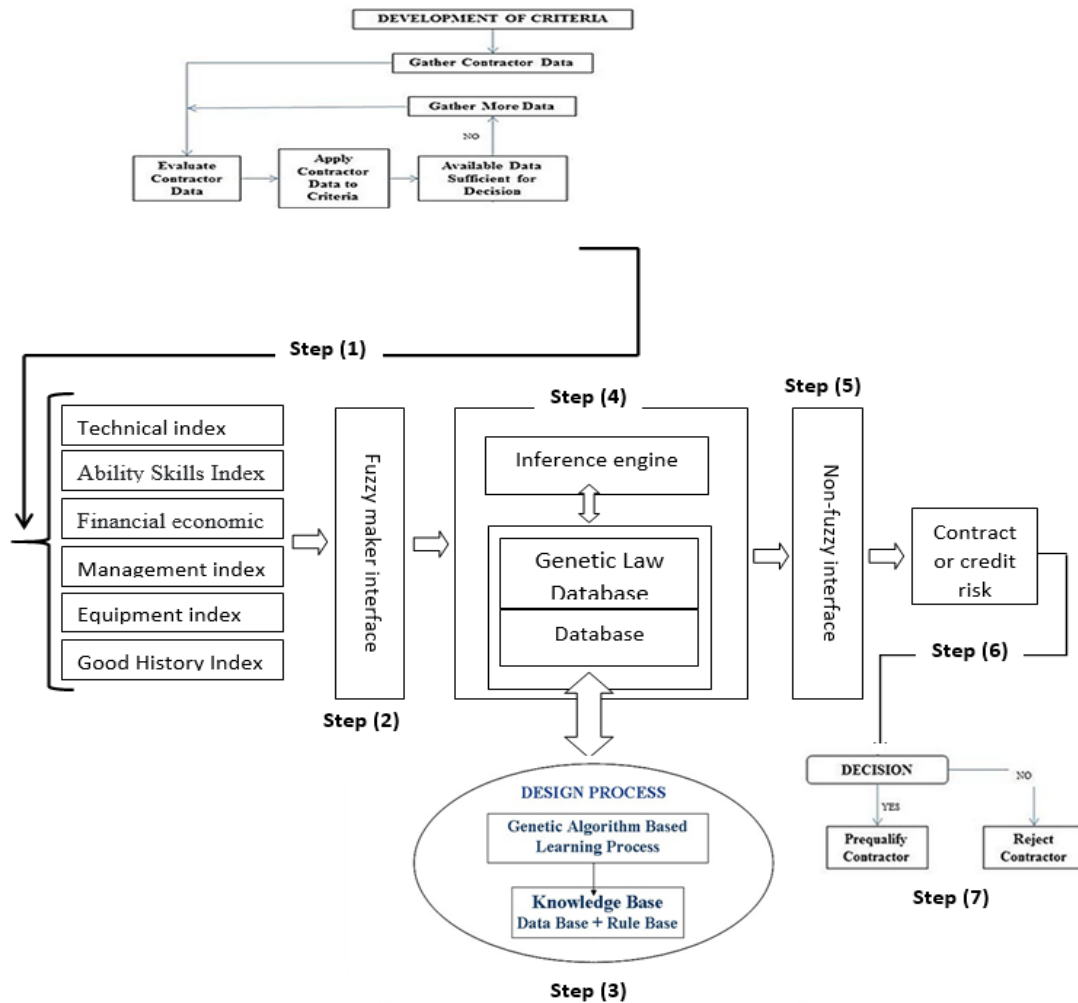 DEVELOPMENT OF CRITERIA
Gather Contractor Data
Gather More Data
NO
Evaluate
Contractor
Data
Apply
Contractor
Data to
Criteria
Available Data
Sufficient for
Decision
Step (1)
Technical index
Ability Skills Index
Financial economic
Management index
Equipment index
Good History Index
Fuzzy maker interface
Step (2)
Step (4)
Inference engine
Genetic Law
Database
Database
DESIGN PROCESS
Genetic Algorithm Based
Learning Process
Knowledge Base
Data Base + Rule Base
Step (3)
Step (5)
Non-fuzzy interface
Contract
or credit
risk
Step (6)
DECISION
YES
NO
Prequalify
Contractor
Reject
Contractor
Step (7)